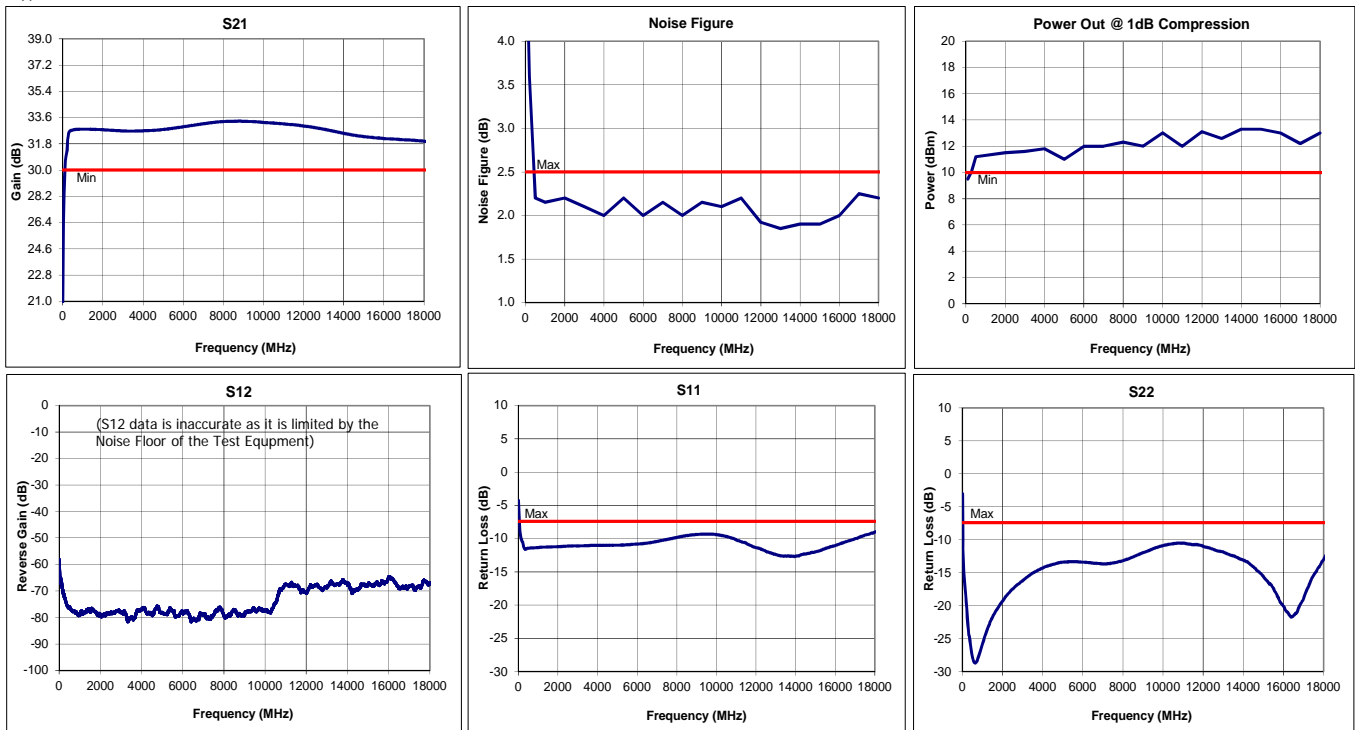 S21
39.0
37.2
35.4
33.6
31.8
30.0
28.2
26.4
24.6
22.8
21.0
Gain (dB)
Min
0 2000 4000 6000 8000 10000 12000 14000 16000 18000
Frequency (MHz)
Noise Figure
4.0
3.5
3.0
2.5
2.0
1.5
1.0
Noise Figure (dB)
Max
0 2000 4000 6000 8000 10000 12000 14000 16000 18000
Frequency (MHz)
Power Out @ 1dB Compression
20
18
16
14
12
10
8
6
4
2
0
Power (dBm)
Min
0 2000 4000 6000 8000 10000 12000 14000 16000 18000
Frequency (MHz)
S12
0
-10
-20
-30
-40
-50
-60
-70
-80
-90
-100
Reverse Gain (dB)
(S12 data is inaccurate as it is limited by the
Noise Floor of the Test Equpment)
0 2000 4000 6000 8000 10000 12000 14000 16000 18000
Frequency (MHz)
S11
10
5
0
-5
-10
-15
-20
-25
-30
Return Loss (dB)
Max
0 2000 4000 6000 8000 10000 12000 14000 16000 18000
Frequency (MHz)
S22
10
5
0
-5
-10
-15
-20
-25
-30
Return Loss (dB)
Max
0 2000 4000 6000 8000 10000 12000 14000 16000 18000
Frequency (MHz)